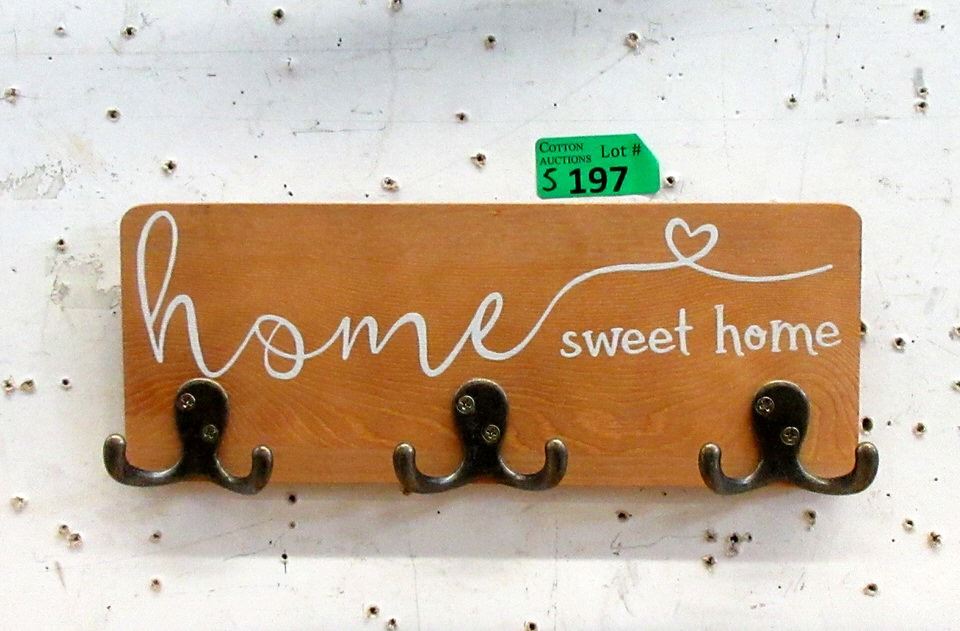 COTTON
AUCTIONS Lot #
S 197
home
sweet home